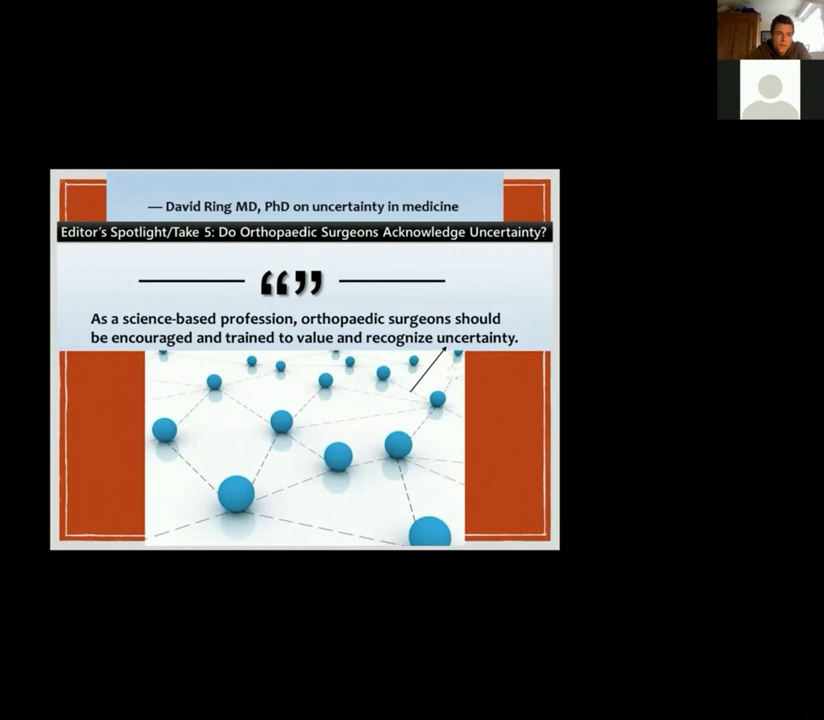 — David Ring MD, PhD on uncertainty in medicine
Editor's Spotlight/Take 5: Do Orthopaedic Surgeons Acknowledge Uncertainty?
“”
As a science-based profession, orthopaedic surgeons should
be encouraged and trained to value and recognize uncertainty.